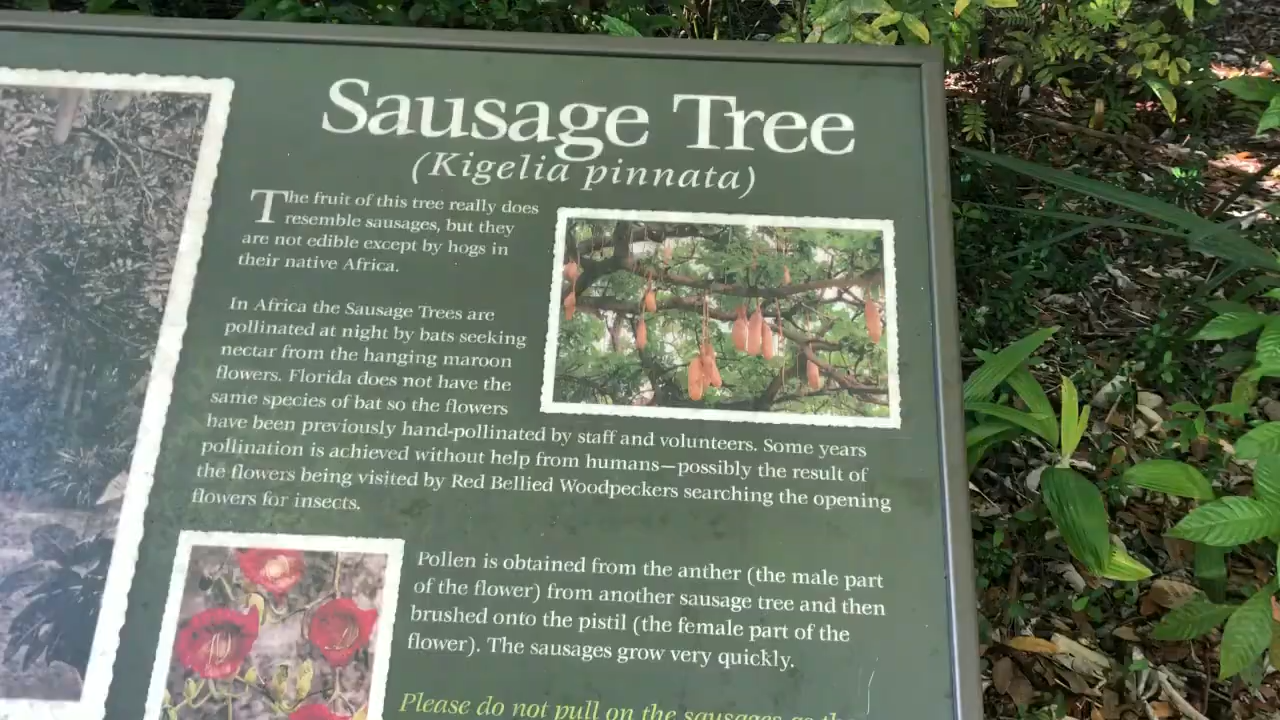 Sausage Tree
(Kigelia pinnata)
The fruit of this tree really does
resemble sausages, but they
are not edible except by hogs in
their native Africa.
In Africa the Sausage Trees are
pollinated at night by bats seeking
nectar from the hanging maroon
flowers. Florida does not have the
same species of bat so the flowers
have been previously hand-pollinated by staff and volunteers. Some years
pollination is achieved without help from humans—possibly the result of
the flowers being visited by Red Bellied Woodpeckers searching the opening
flowers for insects.
Pollen is obtained from the anther (the male part
of the flower) from another sausage tree and then
brushed onto the pistil (the female part of the
flower). The sausages grow very quickly.
Please do not pull on the sausages as